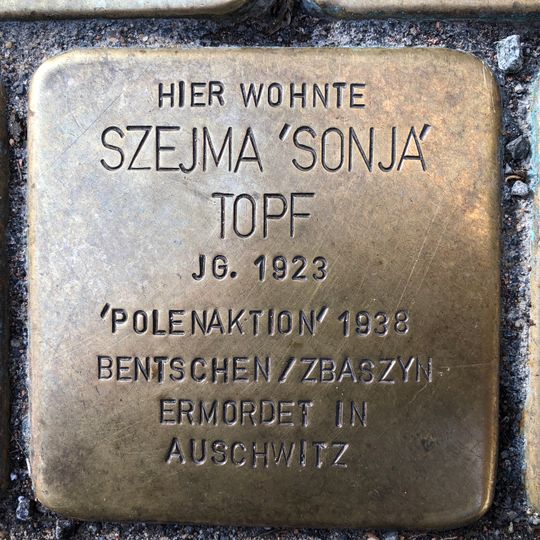 HIER WOHNTE
SZEJMA 'SONJA'
TOPF
JG. 1923
'POLENAKTION' 1938
BENTSCHEN/ZBASZYN
ERMORDET IN
AUSCHWITZ